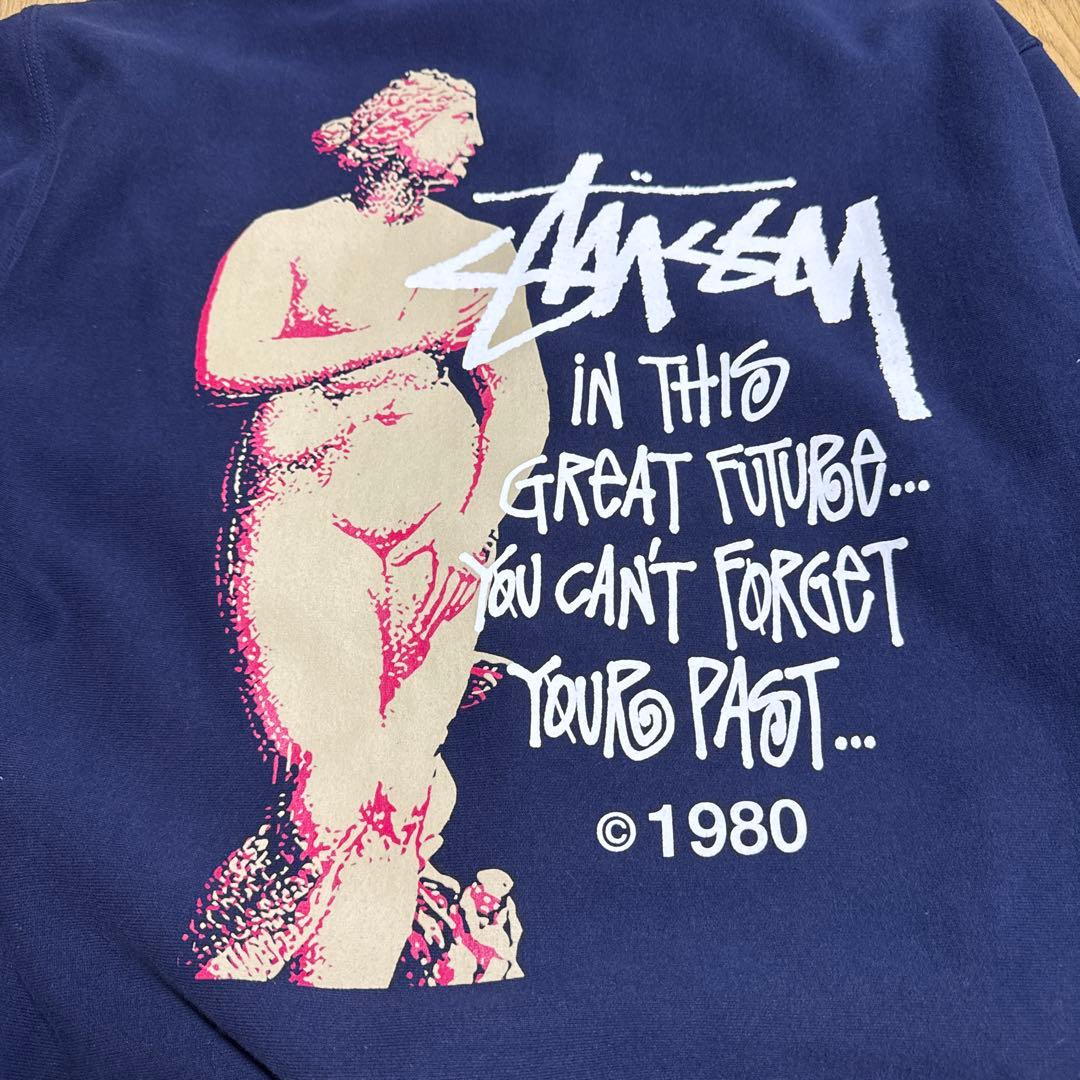 Stüssy
IN THIS
GREAT FUTURE...
YOU CAN'T FORGET
YOUR PAST...
© 1980